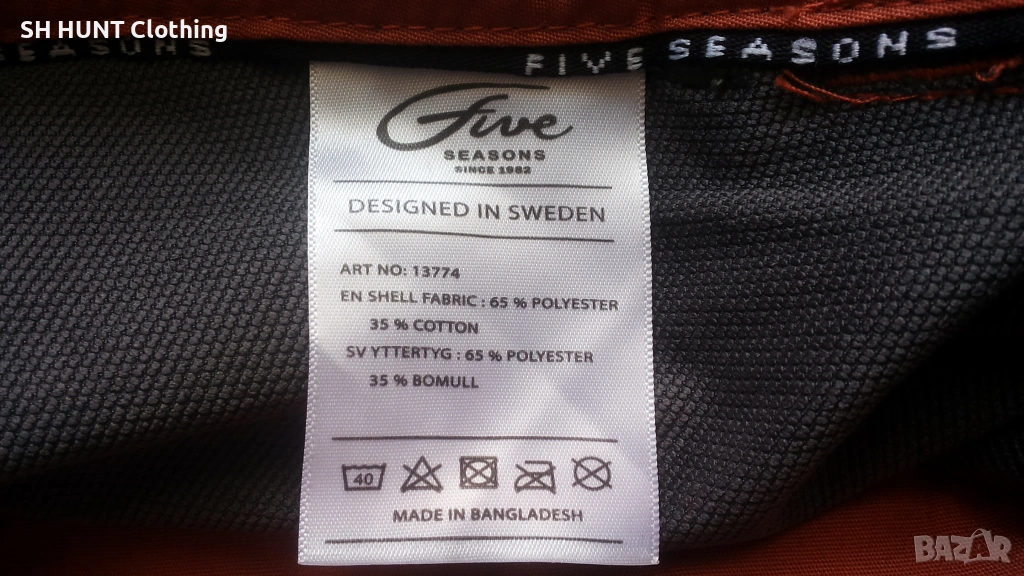 SH HUNT Clothing
SEASONS
FIVE SEASONS
Five
SEASONS
SINCE 1982
DESIGNED IN SWEDEN
ART NO: 13774
EN SHELL FABRIC : 65 % POLYESTER
35 % COTTON
SV YTTERTYG : 65 % POLYESTER
35 % BOMULL
40
MADE IN BANGLADESH
BAZAR